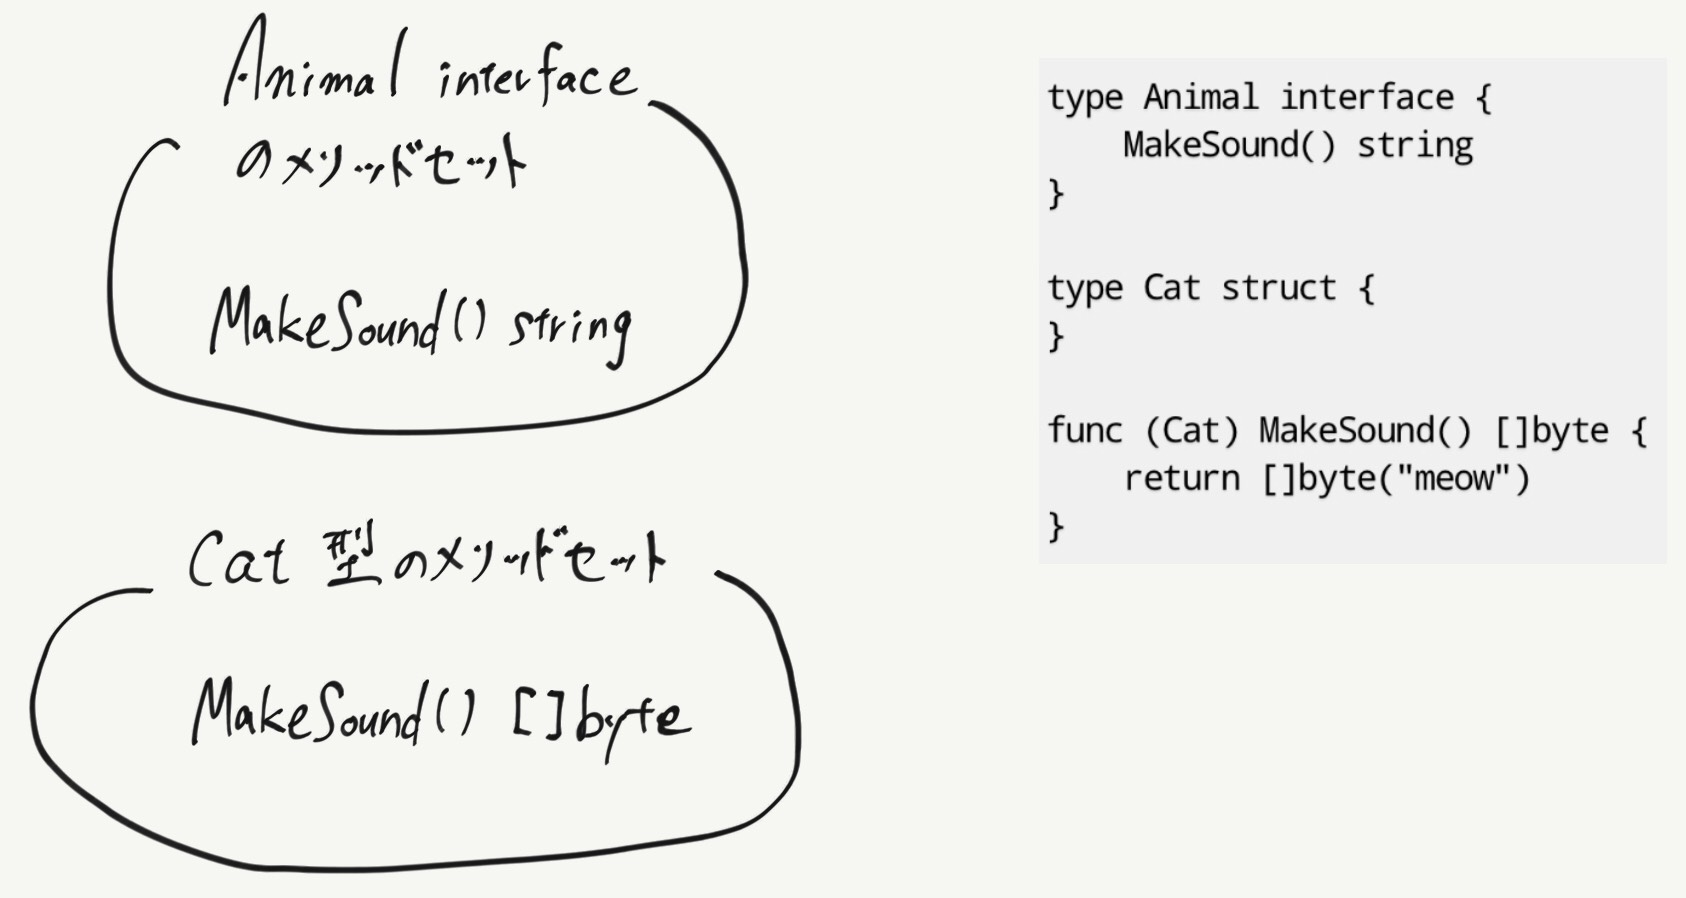 Animal interface
のメソッドセット
MakeSound() string
Cat 型のメソッドセット
MakeSound() []byte
type Animal interface {
    MakeSound() string
}
type Cat struct {
}
func (Cat) MakeSound() []byte {
    return []byte("meow")
}